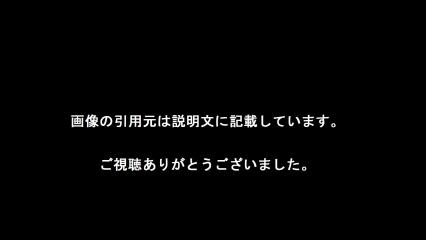 画像の引用元は説明文に記載しています。
ご視聴ありがとうございました。